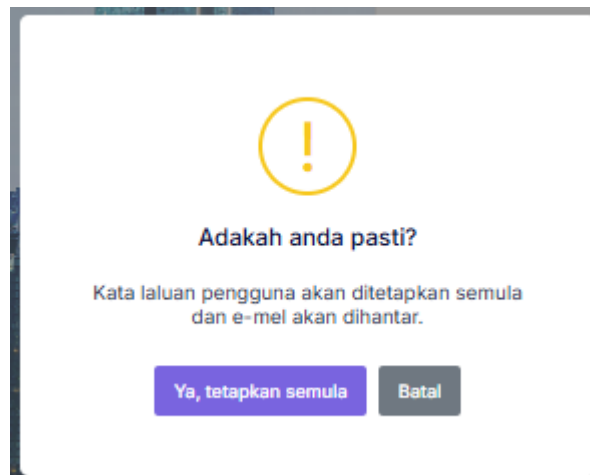 Adakah anda pasti?
Kata laluan pengguna akan ditetapkan semula
dan e-mel akan dihantar.
Ya, tetapkan semula
Batal